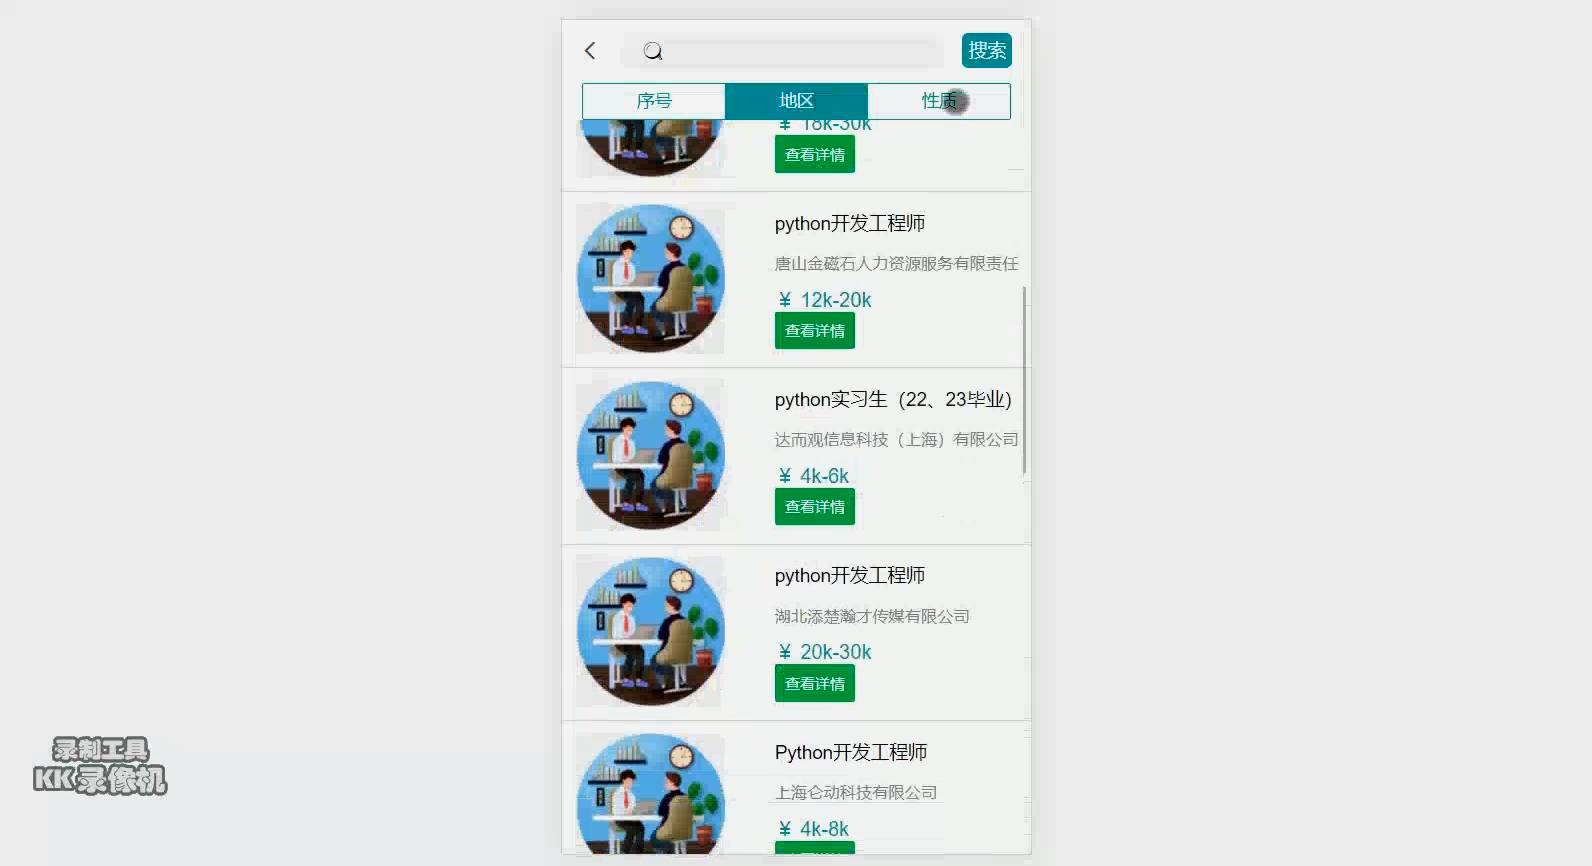 搜索
序号 地区 性质
¥ 18k-30k
查看详情
python开发工程师
唐山金磁石人力资源服务有限责任
¥ 12k-20k
查看详情
python实习生（22、23毕业）
达而观信息科技（上海）有限公司
¥ 4k-6k
查看详情
python开发工程师
湖北添楚瀚才传媒有限公司
¥ 20k-30k
查看详情
Python开发工程师
上海仑动科技有限公司
¥ 4k-8k
录制工具
KK录像机